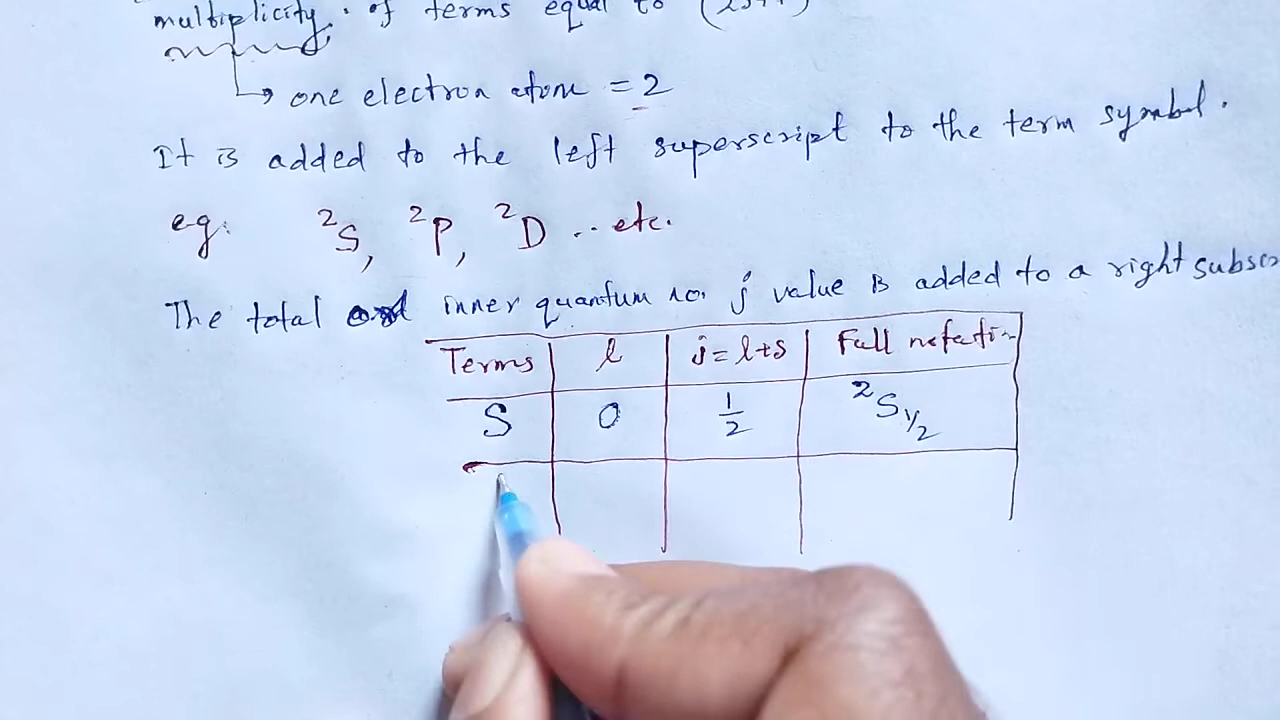 multiplicity. of terms equal to
one electron atom = 2
It is added to the left superscript to the term symbol.
eg: ²S, ²P, ²D ... etc.
The total inner quantum no. j value is added to a right
Terms l j = l+s Full notation
S 0 1/2 ²S₁/₂